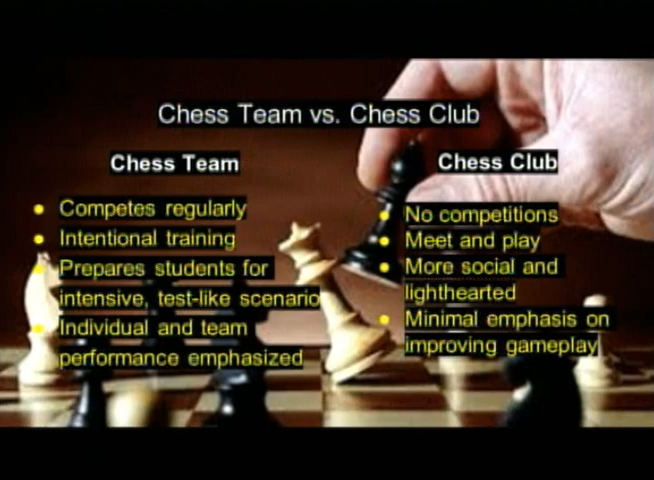 Chess Team vs. Chess Club
Chess Team
• Competes regularly
• Intentional training
• Prepares students for
intensive, test-like scenario
• Individual and team
performance emphasized
Chess Club
• No competitions
• Meet and play
• More social and
lighthearted
• Minimal emphasis on
improving gameplay